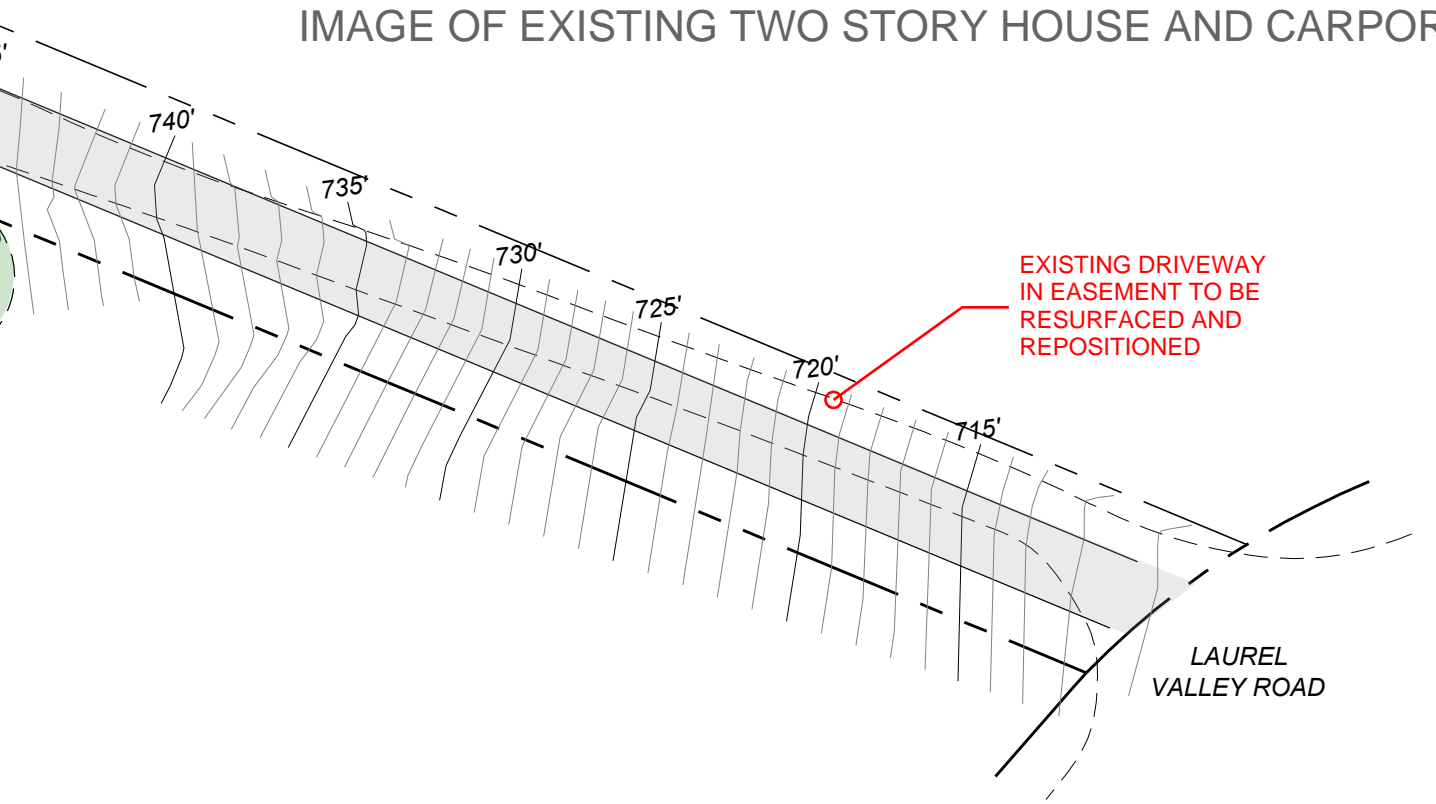 IMAGE OF EXISTING TWO STORY HOUSE AND
740'
735'
730'
725'
720'
715'
EXISTING DRIVEWAY
IN EASEMENT TO BE
RESURFACED AND
REPOSITIONED
LAUREL
VALLEY ROAD